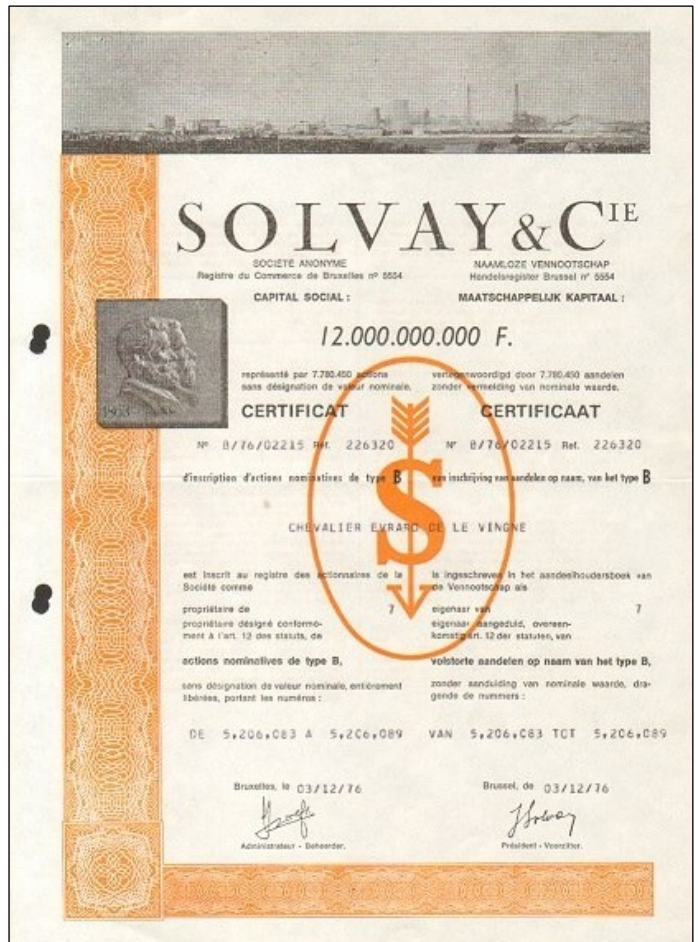 SOLVAY & CIE
SOCIÉTÉ ANONYME
Registre du Commerce de Bruxelles nº 5554
NAAMLOZE VENNOOTSCHAP
Handelsregister Brussel nº 5554
CAPITAL SOCIAL :
MAATSCHAPPELIJK KAPITAAL :
12.000.000.000 F.
représenté par 7.780.450 actions
sans désignation de valeur nominale.
vertegenwoordigd door 7.780.450 aandelen
zonder vermelding van nominale waarde.
CERTIFICAT
CERTIFICAAT
Nº B/76/02215 Réf. 226320
Nº B/76/02215 Ref. 226320
d'inscription d'actions nominatives de type B
van inschrijving van aandelen op naam, van het type B
S
CHEVALIER EVRARD DE LE VINGNE
est inscrit au registre des actionnaires de la
Société comme
propriétaire de 7
propriétaire désigné conformé-
ment à l'art. 12 des statuts, de
actions nominatives de type B,
sans désignation de valeur nominale, entièrement
libérées, portant les numéros :
is ingeschreven in het aandeelhoudersboek van
de Vennootschap als
eigenaar van 7
eigenaar aangeduid, overeen-
komstig art. 12 der statuten, van
volstorte aandelen op naam van het type B,
zonder aanduiding van nominale waarde, dra-
gende de nummers :
DE 5,206,083 A 5,206,089
VAN 5,206,083 TOT 5,206,089
Bruxelles, le 03/12/76
Administrateur - Beheerder.
Brussel, de 03/12/76
JSolvay
Président - Voorzitter.